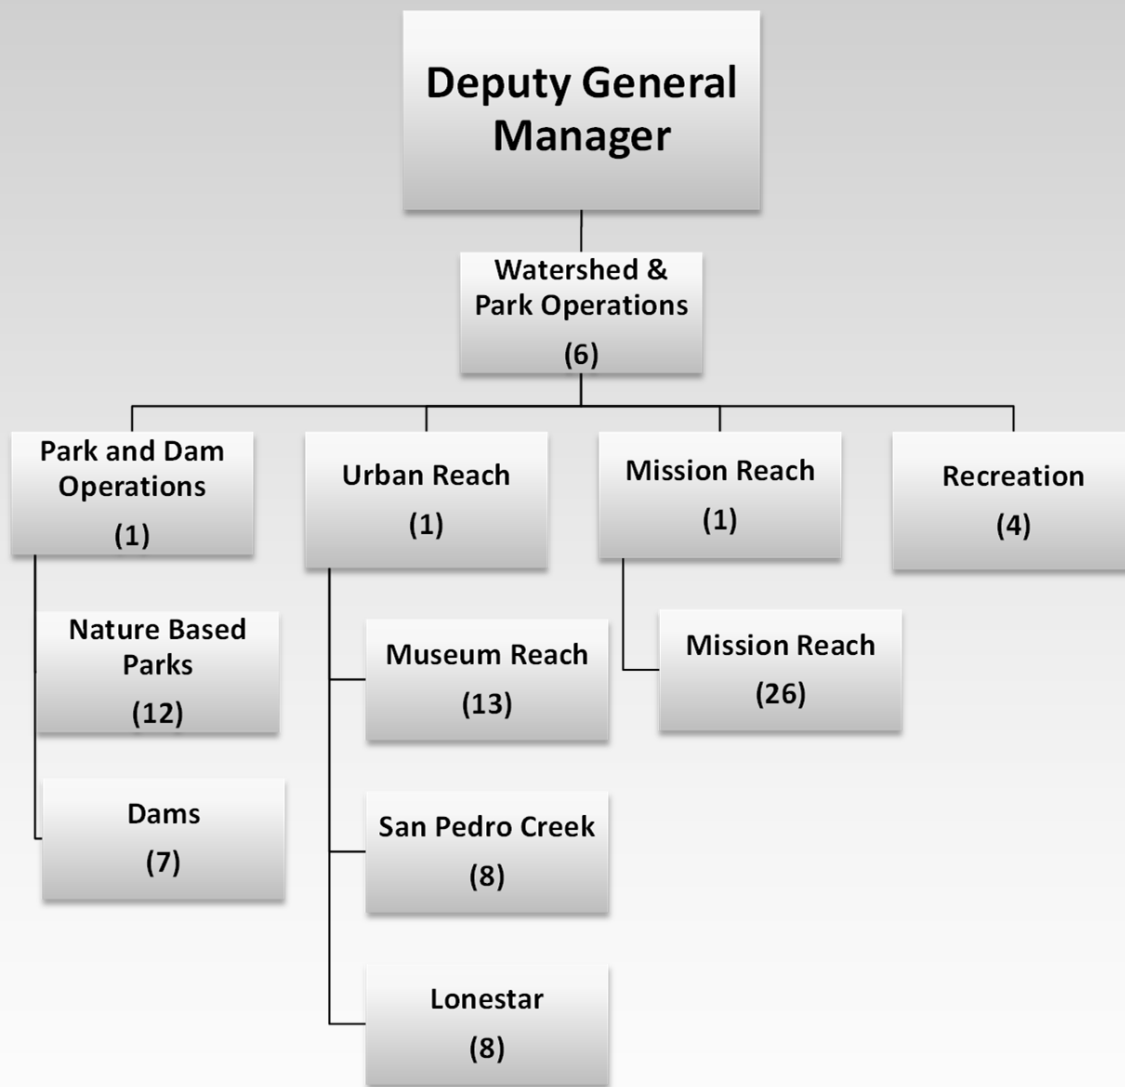 Deputy General
Manager
Watershed &
Park Operations
(6)
Park and Dam
Operations
(1)
Nature Based
Parks
(12)
Dams
(7)
Urban Reach
(1)
Museum Reach
(13)
San Pedro Creek
(8)
Lonestar
(8)
Mission Reach
(1)
Mission Reach
(26)
Recreation
(4)